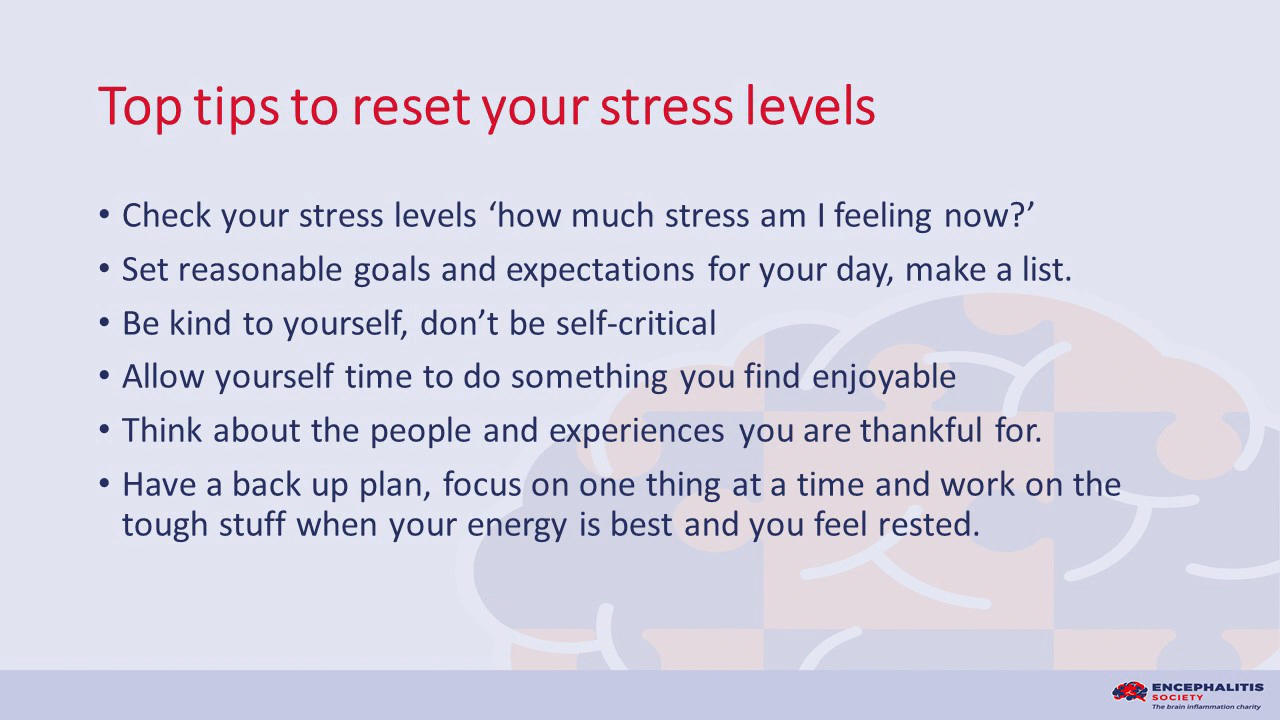 Top tips to reset your stress levels
• Check your stress levels ‘how much stress am I feeling now?’
• Set reasonable goals and expectations for your day, make a list.
• Be kind to yourself, don’t be self-critical
• Allow yourself time to do something you find enjoyable
• Think about the people and experiences you are thankful for.
• Have a back up plan, focus on one thing at a time and work on the
tough stuff when your energy is best and you feel rested.
ENCEPHALITIS
SOCIETY
The brain inflammation charity